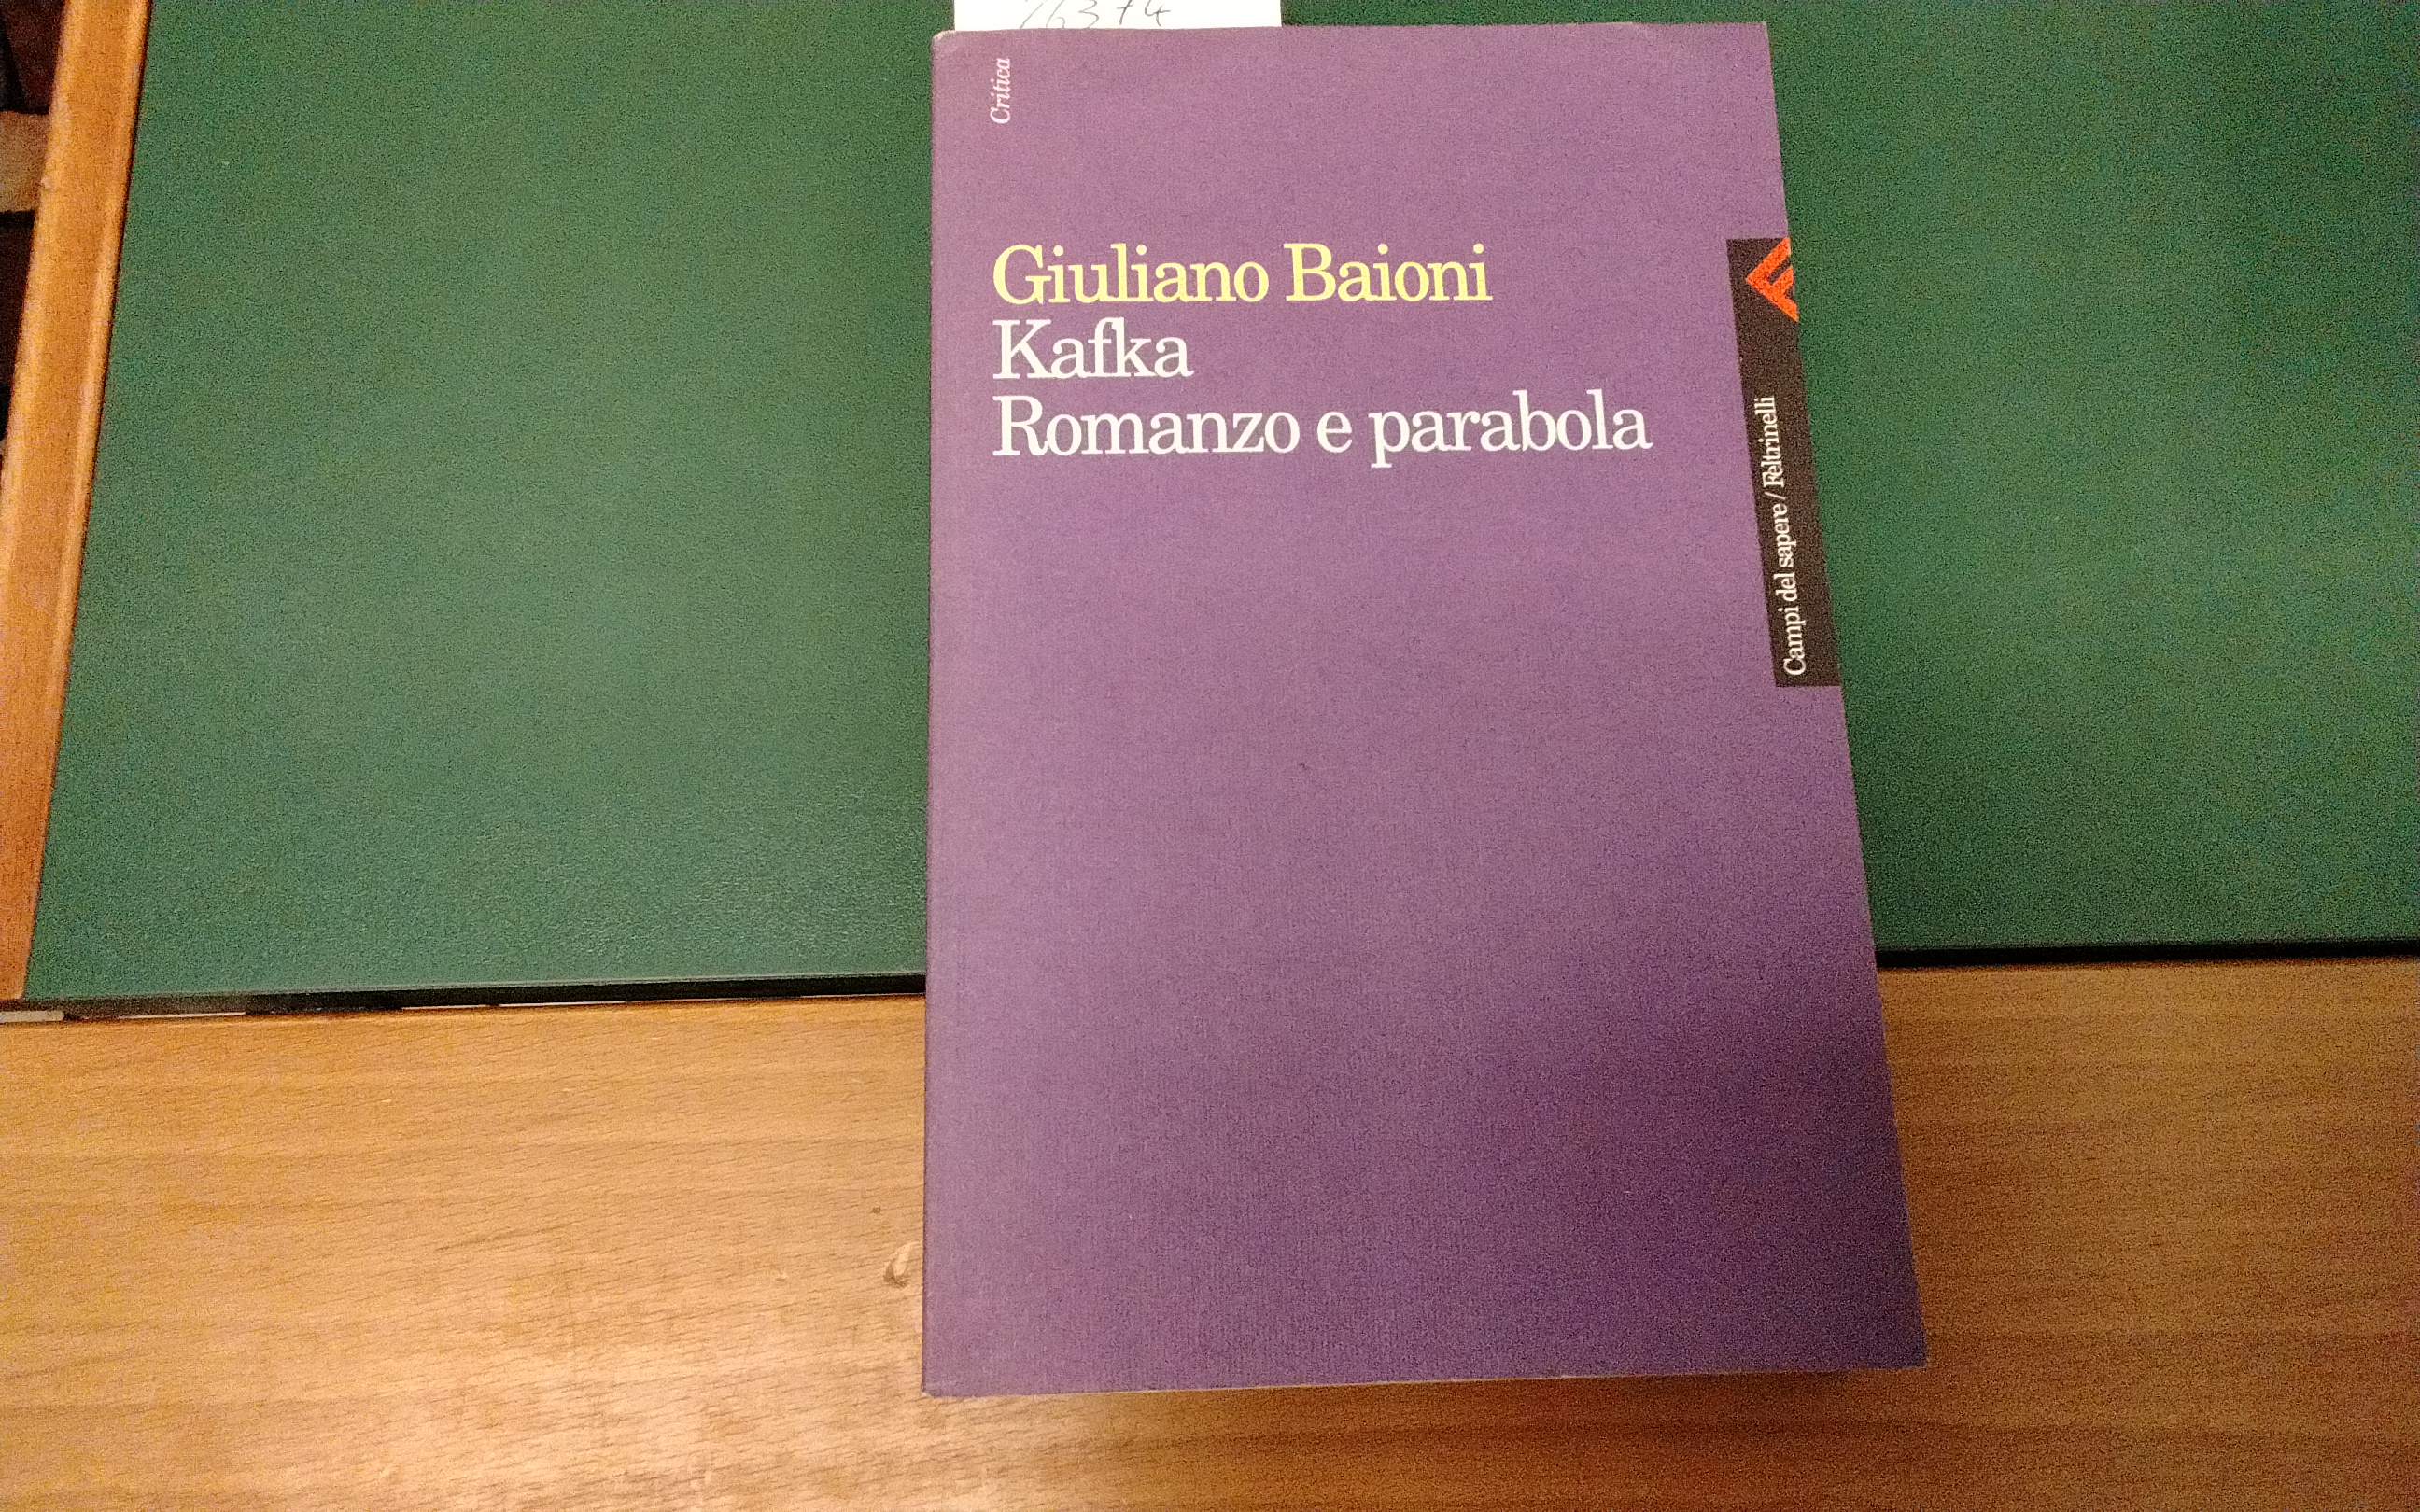 Critica
Giuliano Baioni
Kafka
Romanzo e parabola
Campi del sapere / Feltrinelli